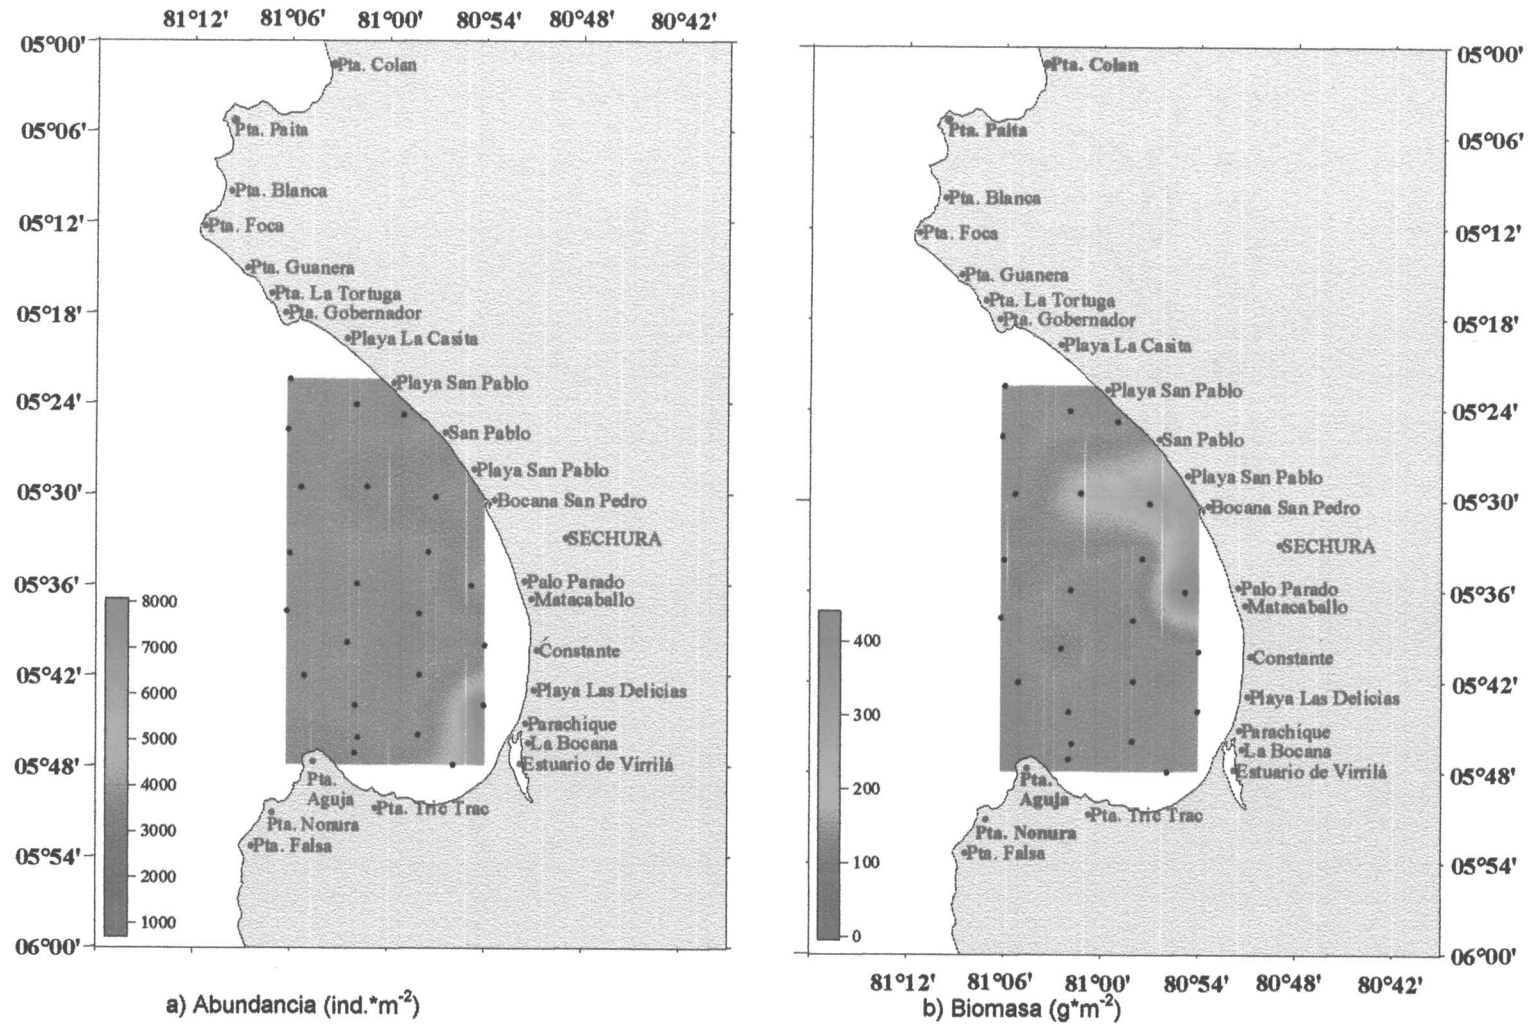 81°12' 81°06' 81°00' 80°54' 80°48' 80°42'
05°00'
05°06'
05°12'
05°18'
05°24'
05°30'
05°36'
05°42'
05°48'
05°54'
06°00'
Pta. Colan
Pta. Paita
Pta. Blanca
Pta. Foca
Pta. Guanera
Pta. La Tortuga
Pta. Gobernador
Playa La Casita
Playa San Pablo
San Pablo
Playa San Pablo
Bocana San Pedro
SECHURA
Palo Parado
Matacaballo
Constante
Playa Las Delicias
Parachique
La Bocana
Estuario de Virrilá
Pta.
Aguja
Pta. Tric Trac
Pta. Nonura
Pta. Falsa
8000
7000
6000
5000
4000
3000
2000
1000
a) Abundancia (ind.*m⁻²)
Pta. Colan
Pta. Paita
Pta. Blanca
Pta. Foca
Pta. Guanera
Pta. La Tortuga
Pta. Gobernador
Playa La Casita
Playa San Pablo
San Pablo
Playa San Pablo
Bocana San Pedro
SECHURA
Palo Parado
Matacaballo
Constante
Playa Las Delicias
Parachique
La Bocana
Estuario de Virrilá
Pta.
Aguja
Pta. Tric Trac
Pta. Nonura
Pta. Falsa
400
300
200
100
0
05°00'
05°06'
05°12'
05°18'
05°24'
05°30'
05°36'
05°42'
05°48'
05°54'
06°00'
81°12' 81°06' 81°00' 80°54' 80°48' 80°42'
b) Biomasa (g*m⁻²)